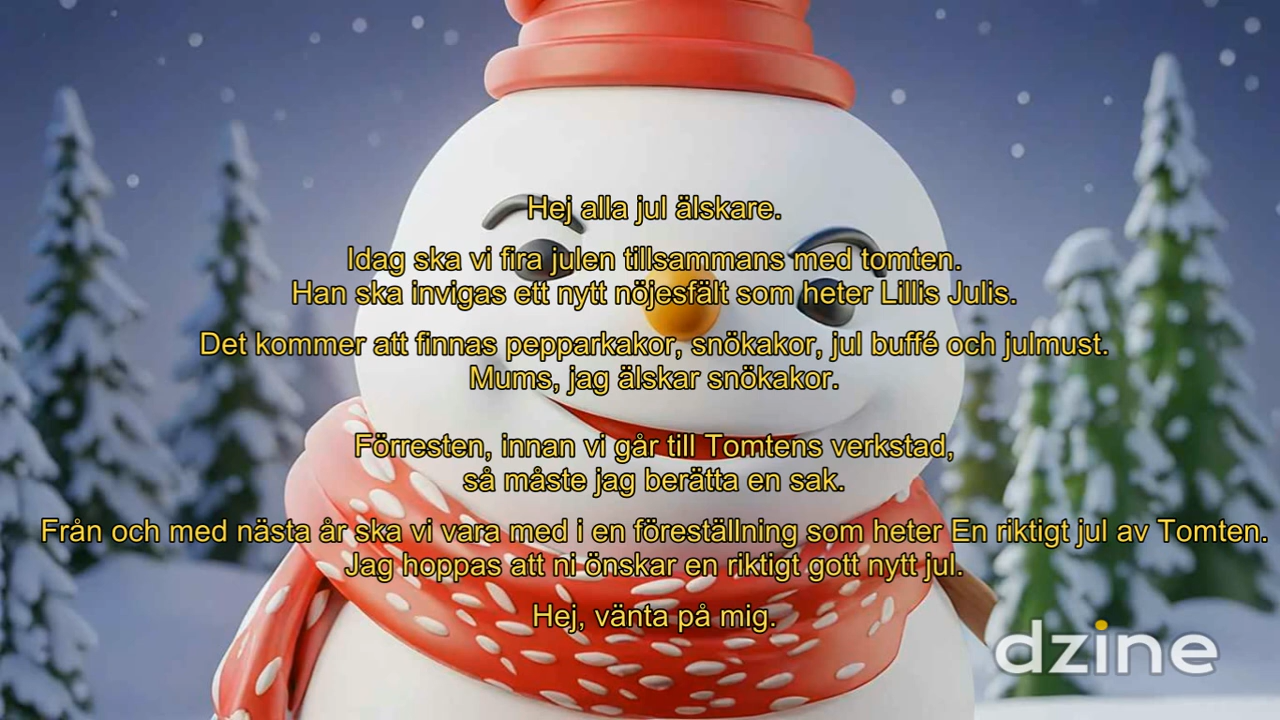 Hej alla jul älskare.
Idag ska vi fira julen tillsammans med tomten.
Han ska invigas ett nytt nöjesfält som heter Lillis Julis.
Det kommer att finnas pepparkakor, snökakor, jul buffé och julmust.
Mums, jag älskar snökakor.
Förresten, innan vi går till Tomtens verkstad,
så måste jag berätta en sak.
Från och med nästa år ska vi vara med i en föreställning som heter En riktigt jul av Tomten.
Jag hoppas att ni önskar en riktigt gott nytt jul.
Hej, vänta på mig.
dzine